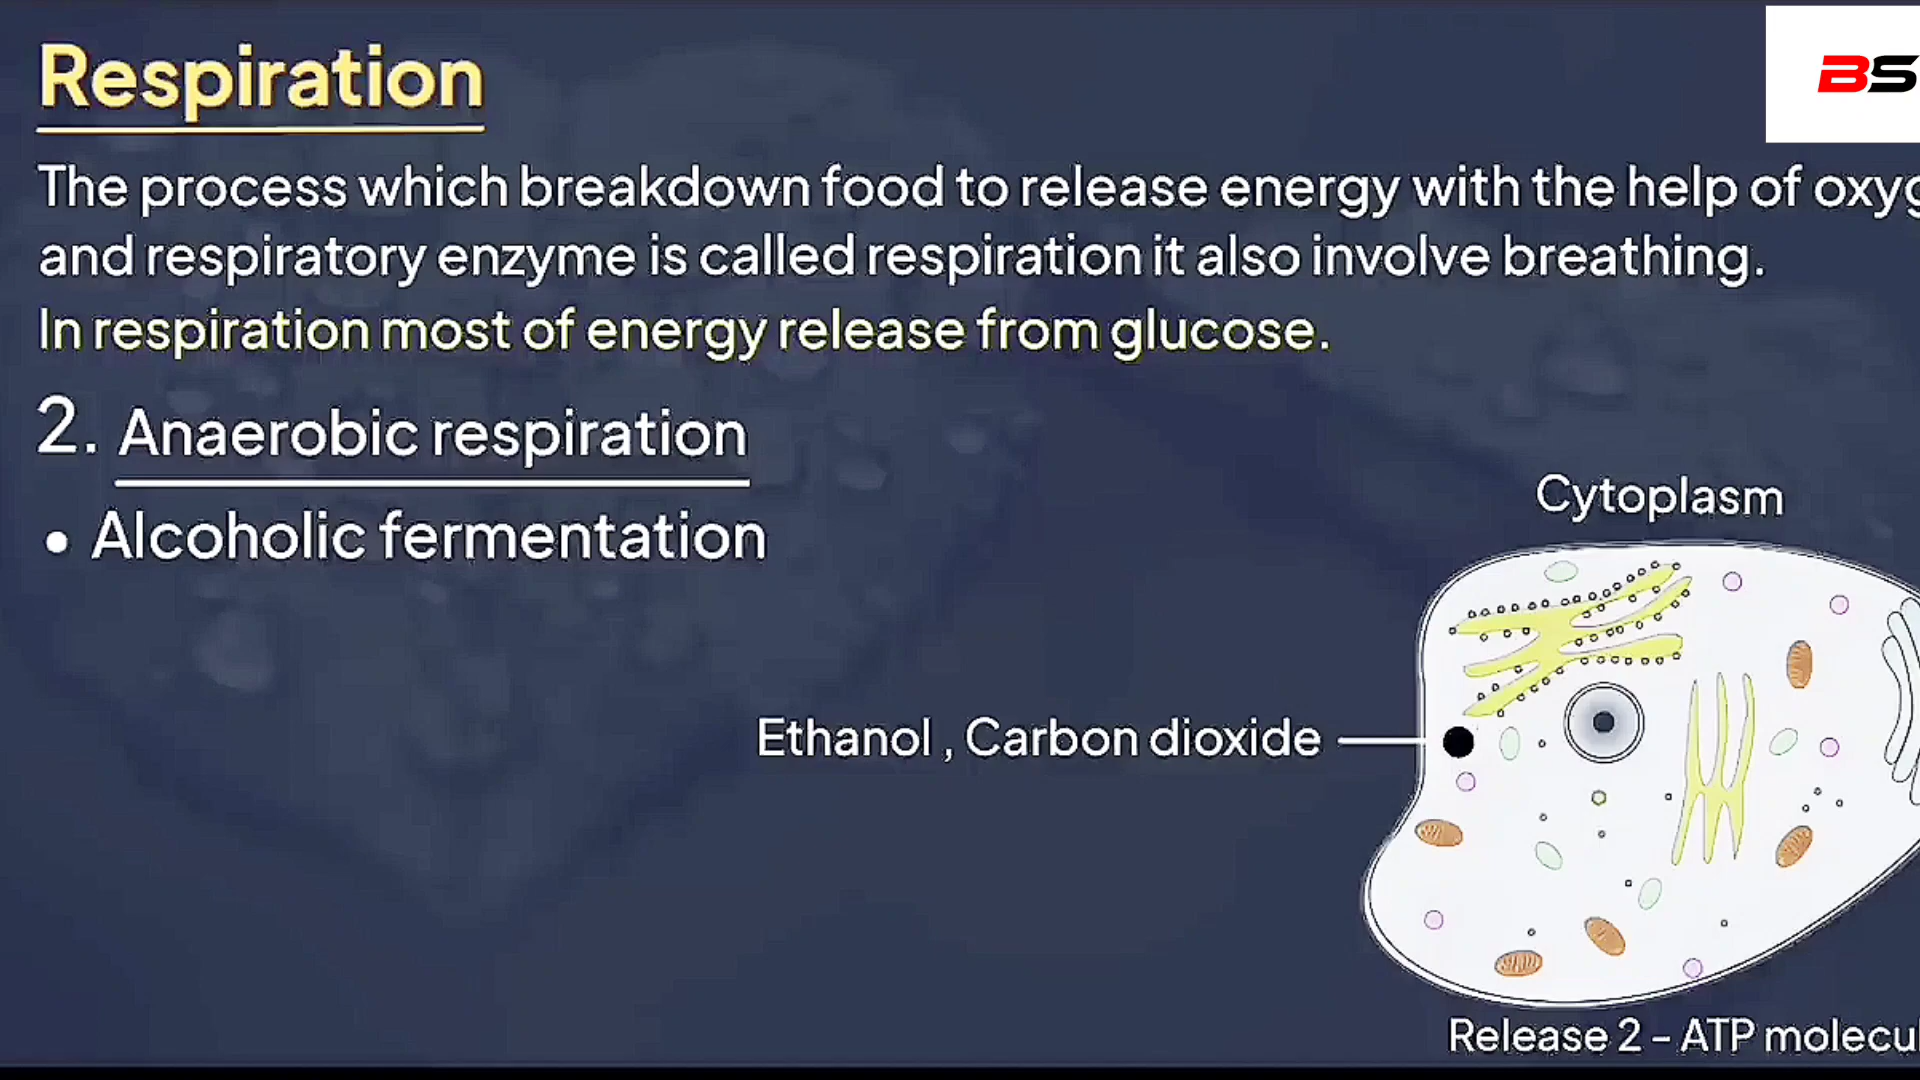 Respiration
BS
The process which breakdown food to release energy with the help of
and respiratory enzyme is called respiration it also involve breathing.
In respiration most of energy release from glucose.
2. Anaerobic respiration
• Alcoholic fermentation
Cytoplasm
Ethanol , Carbon dioxide
Release 2 - ATP